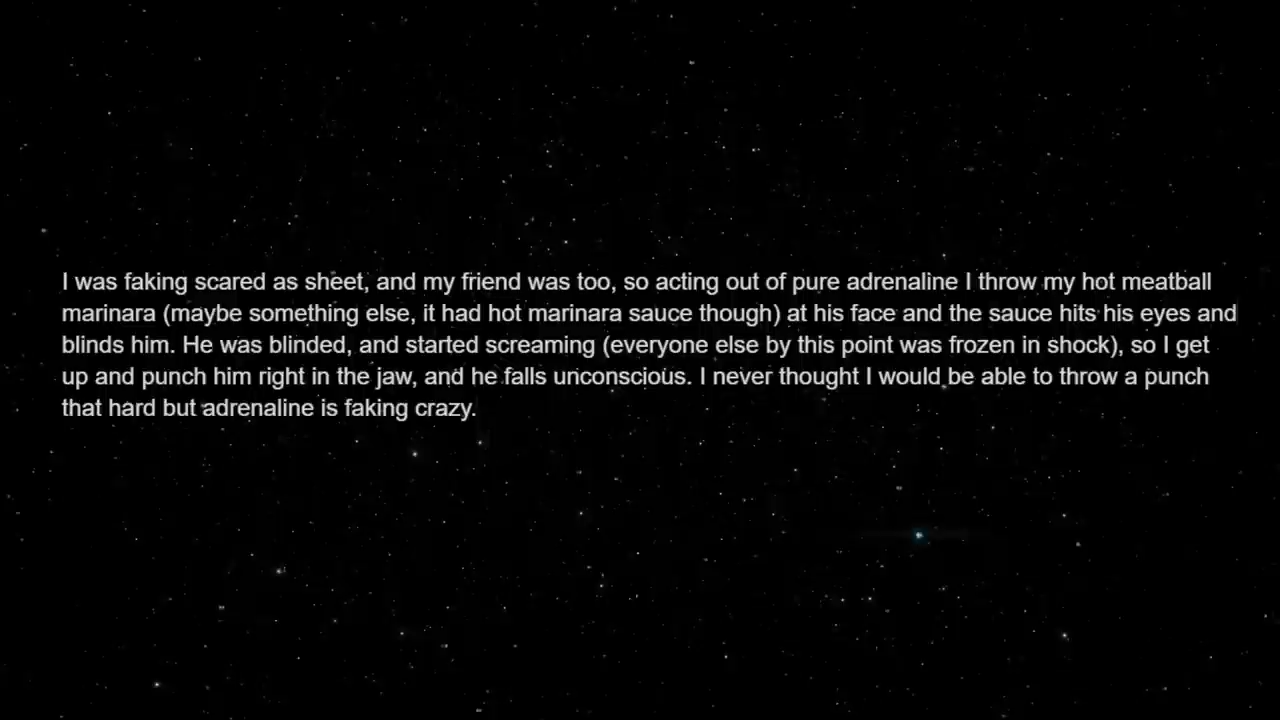 I was faking scared as sheet, and my friend was too, so acting out of pure adrenaline I throw my hot meatball
marinara (maybe something else, it had hot marinara sauce though) at his face and the sauce hits his eyes and
blinds him. He was blinded, and started screaming (everyone else by this point was frozen in shock), so I get
up and punch him right in the jaw, and he falls unconscious. I never thought I would be able to throw a punch
that hard but adrenaline is faking crazy.